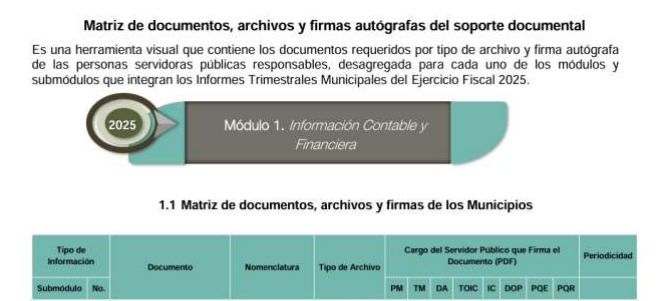 Matriz de documentos, archivos y firmas autógrafas del soporte documental
Es una herramienta visual que contiene los documentos requeridos por tipo de archivo y firma autógrafa
de las personas servidoras públicas responsables, desagregada para cada uno de los módulos y
submódulos que integran los Informes Trimestrales Municipales del Ejercicio Fiscal 2025.
2025
Módulo 1. Información Contable y
Financiera
1.1 Matriz de documentos, archivos y firmas de los Municipios
Tipo de
Información
Documento
Nomenclatura
Tipo de Archivo
Cargo del Servidor Público que Firma el
Documento (PDF)
Periodicidad
Submódulo No.
PM TM DA TOIC IC DOP PQE PQR